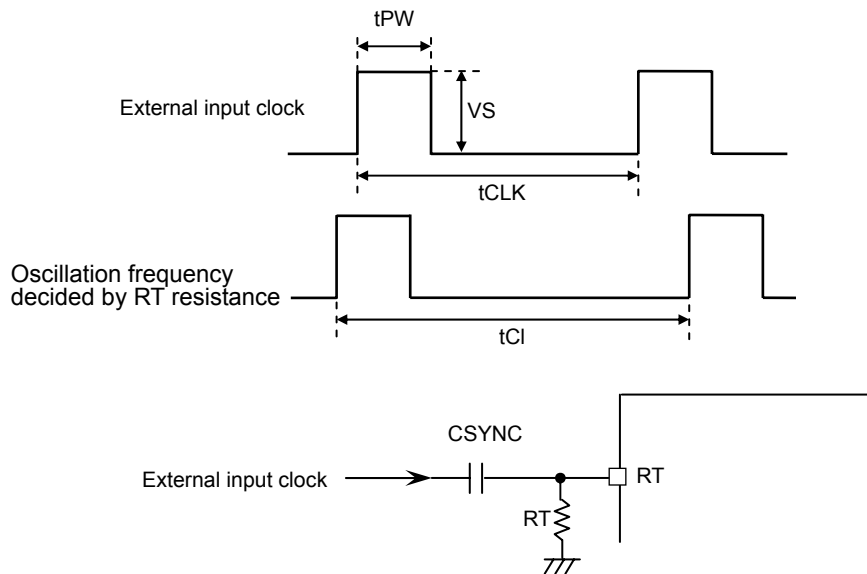 tPW
External input clock
VS
tCLK
Oscillation frequency
decided by RT resistance
tCl
CSYNC
External input clock
RT
RT